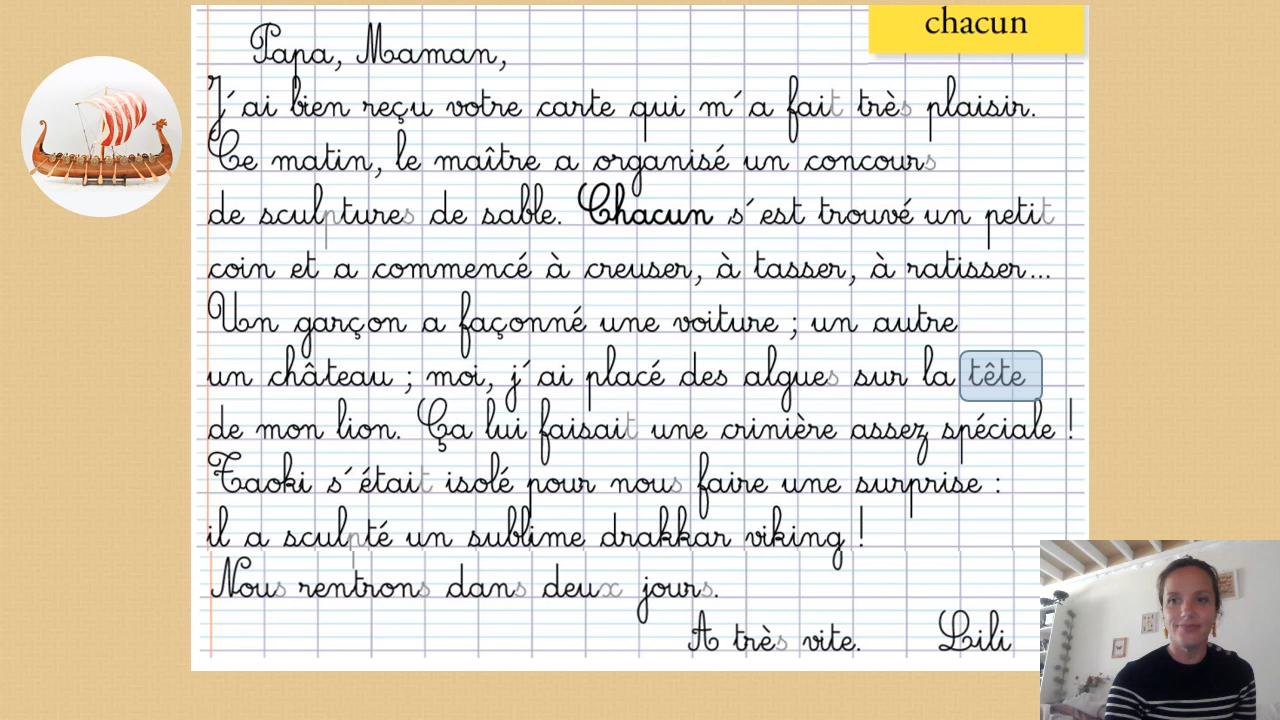 chacun
Papa, Maman,
J'ai bien reçu votre carte qui m'a fait très plaisir.
Ce matin, le maître a organisé un concours
de sculptures de sable. Chacun s'est trouvé un petit
coin et a commencé à creuser, à tasser, à ratisser...
Un garçon a façonné une voiture ; un autre
un château ; moi, j'ai placé des algues sur la tête
de mon lion. Ça lui faisait une crinière assez spéciale !
Taoki s'était isolé pour nous faire une surprise :
il a sculpté un sublime drakkar viking !
Nous rentrons dans deux jours.
A très vite. Lili